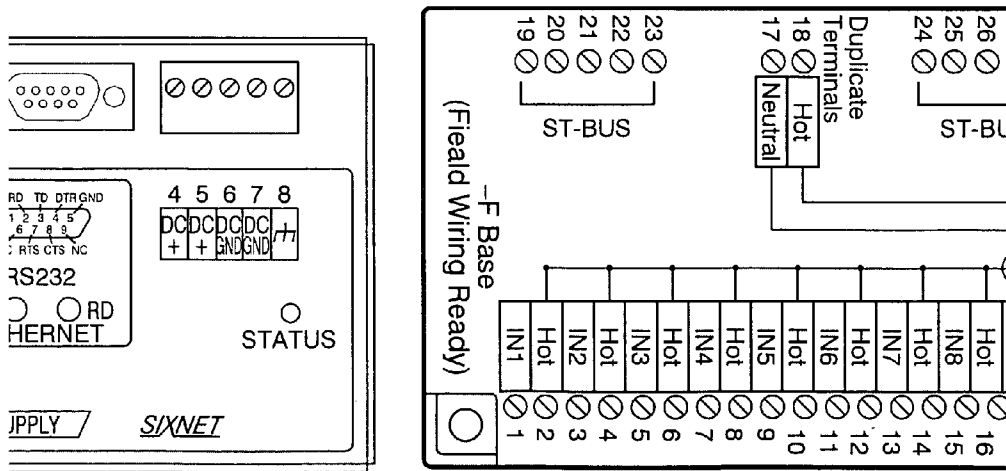 RD TD DTR GND
1 2 3 4 5
6 7 8 9
C RTS CTS NC
RS232
RD
HERNET
4 5 6 7 8
DC DC DC DC
+ + GND GND
STATUS
UPPLY
SIXNET
19 20 21 22 23
ST-BUS
17 18
Duplicate
Terminals
Neutral
Hot
24 25 26
ST-BU
–F Base
(Fieald Wiring Ready)
IN1 Hot IN2 Hot IN3 Hot IN4 Hot IN5 Hot IN6 Hot IN7 Hot IN8 Hot
1 2 3 4 5 6 7 8 9 10 11 12 13 14 15 16